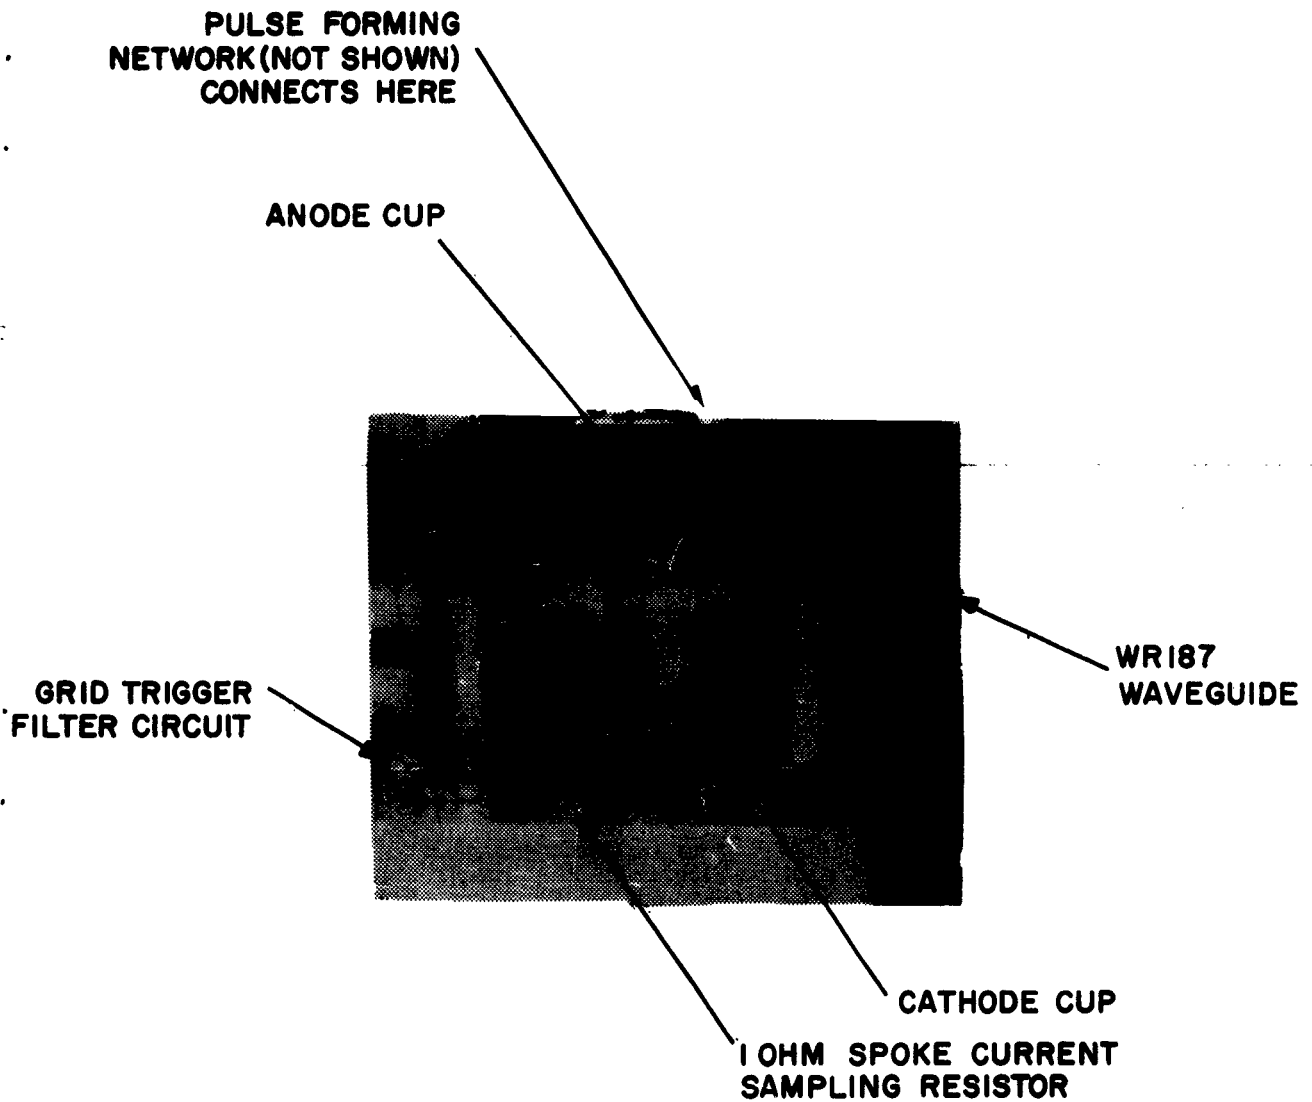 PULSE FORMING
NETWORK(NOT SHOWN)
CONNECTS HERE
ANODE CUP
WR187
WAVEGUIDE
GRID TRIGGER
FILTER CIRCUIT
CATHODE CUP
1 OHM SPOKE CURRENT
SAMPLING RESISTOR